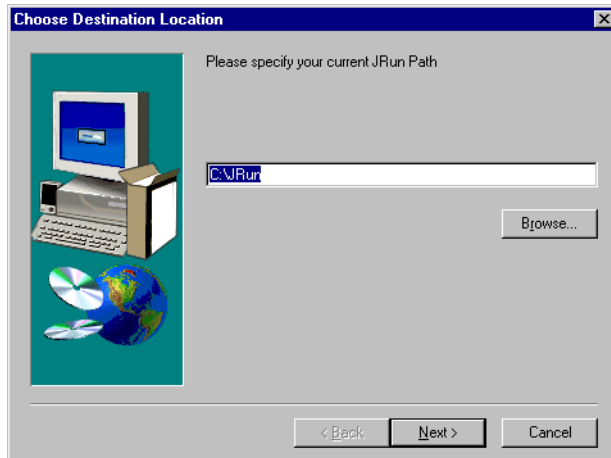 Choose Destination Location
Please specify your current JRun Path
C:\JRun
Browse...
< Back
Next >
Cancel